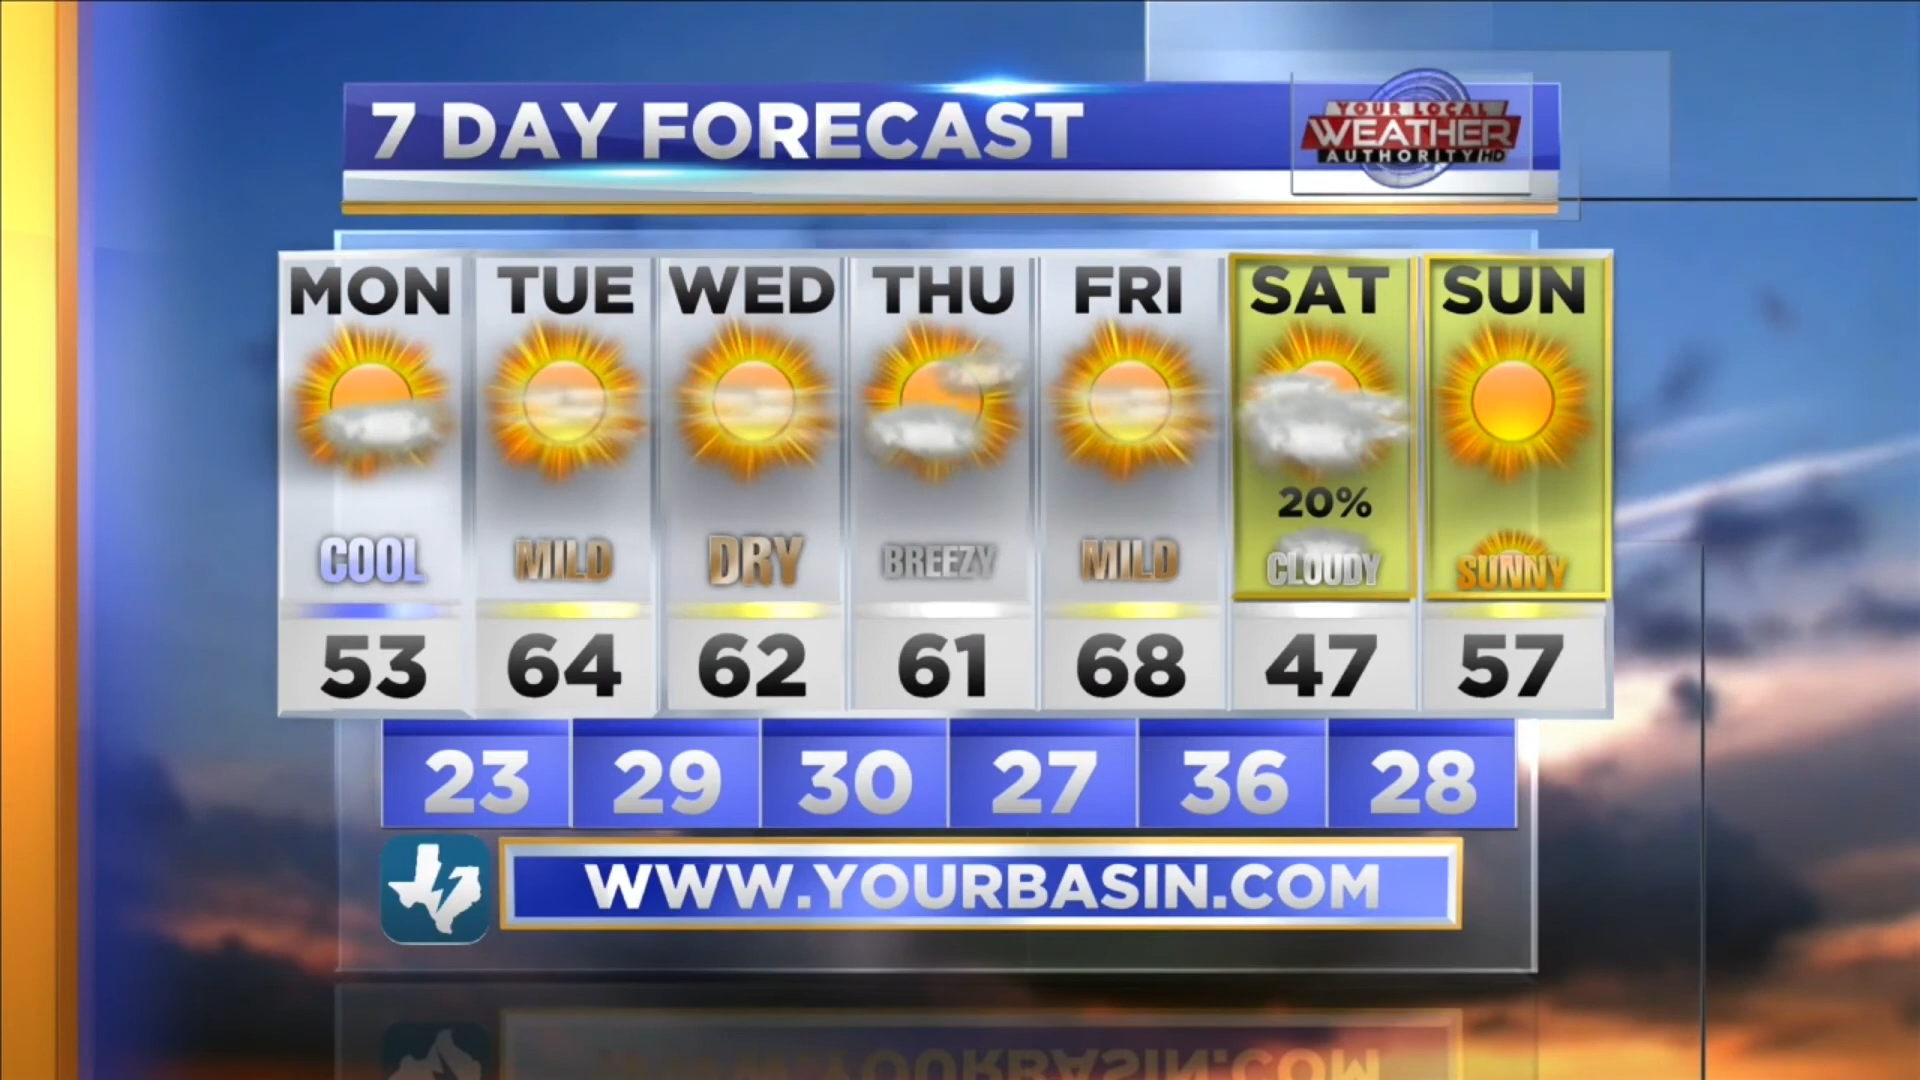 7 DAY FORECAST
YOUR LOCAL
WEATHER
AUTHORITY HD
MON TUE WED THU FRI SAT SUN
20%
COOL MILD DRY BREEZY MILD CLOUDY SUNNY
53 64 62 61 68 47 57
23 29 30 27 36 28
WWW.YOURBASIN.COM